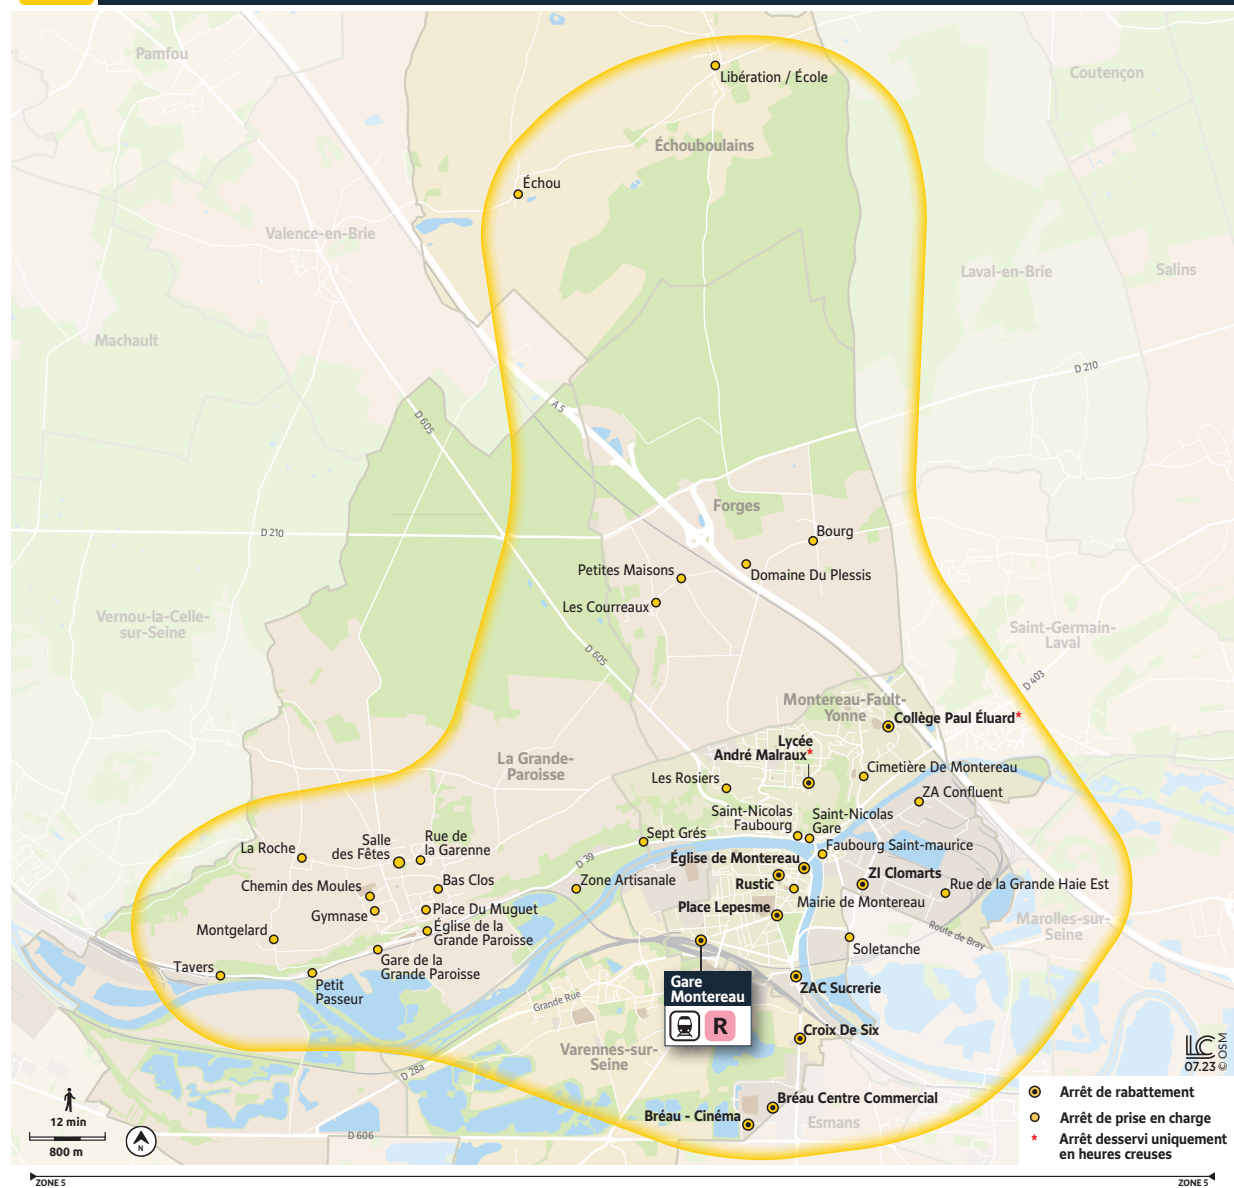 Pamfou
Coutençon
Libération / École
Échouboulains
Échou
Valence-en-Brie
Laval-en-Brie
Salins
Machault
D 210
A 5
D 605
Forges
D 210
Bourg
Petites Maisons
Domaine Du Plessis
Les Courreaux
Vernou-la-Celle-
sur-Seine
Saint-Germain-
Laval
D 605
D 403
Montereau-Fault-
Yonne
Collège Paul Éluard*
Lycée
André Malraux*
La Grande-
Paroisse
Cimetière De Montereau
Les Rosiers
ZA Confluent
Saint-Nicolas
Faubourg
Saint-Nicolas
Gare
Sept Grés
Faubourg Saint-maurice
Salle
des Fêtes
Rue de
la Garenne
La Roche
D 39
Église de Montereau
ZI Clomarts
Chemin des Moules
Bas Clos
Zone Artisanale
Rustic
Rue de la Grande Haie Est
Mairie de Montereau
Gymnase
Place Du Muguet
Place Lepesme
Marolles-sur-
Seine
Montgelard
Église de la
Grande Paroisse
Route de Bray
Soletanche
Gare de la
Grande Paroisse
Tavers
Petit
Passeur
Gare
Montereau
R
ZAC Sucrerie
Grande Rue
Croix De Six
Varennes-sur-
Seine
D 28a
LC
07.23 © OSM
12 min
800 m
N
D 606
Bréau Centre Commercial
Bréau - Cinéma
Esmans
Arrêt de rabattement
Arrêt de prise en charge
* Arrêt desservi uniquement
en heures creuses
ZONE 5
ZONE 5